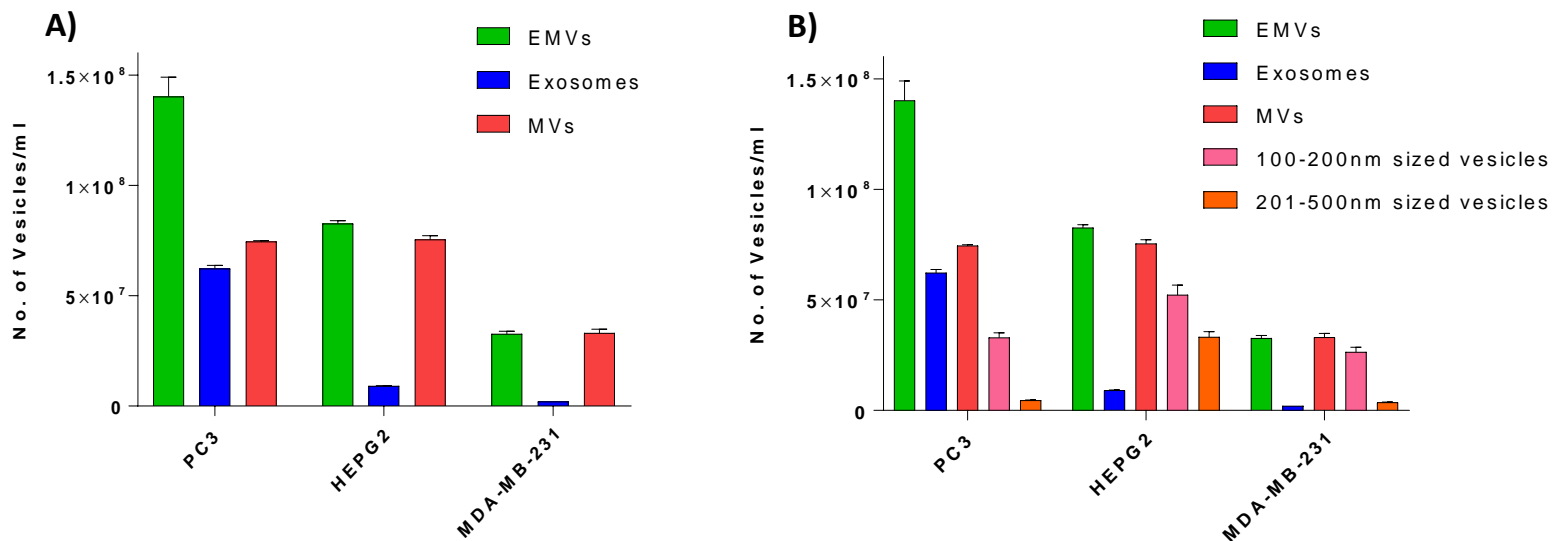 A)
EMVs
Exosomes
MVs
No. of Vesicles/ml
1.5×10⁸
1×10⁸
5×10⁷
0
PC3
HEPG2
MDA-MB-231
B)
EMVs
Exosomes
MVs
100-200nm sized vesicles
201-500nm sized vesicles
No. of Vesicles/ml
1.5×10⁸
1×10⁸
5×10⁷
0
PC3
HEPG2
MDA-MB-231